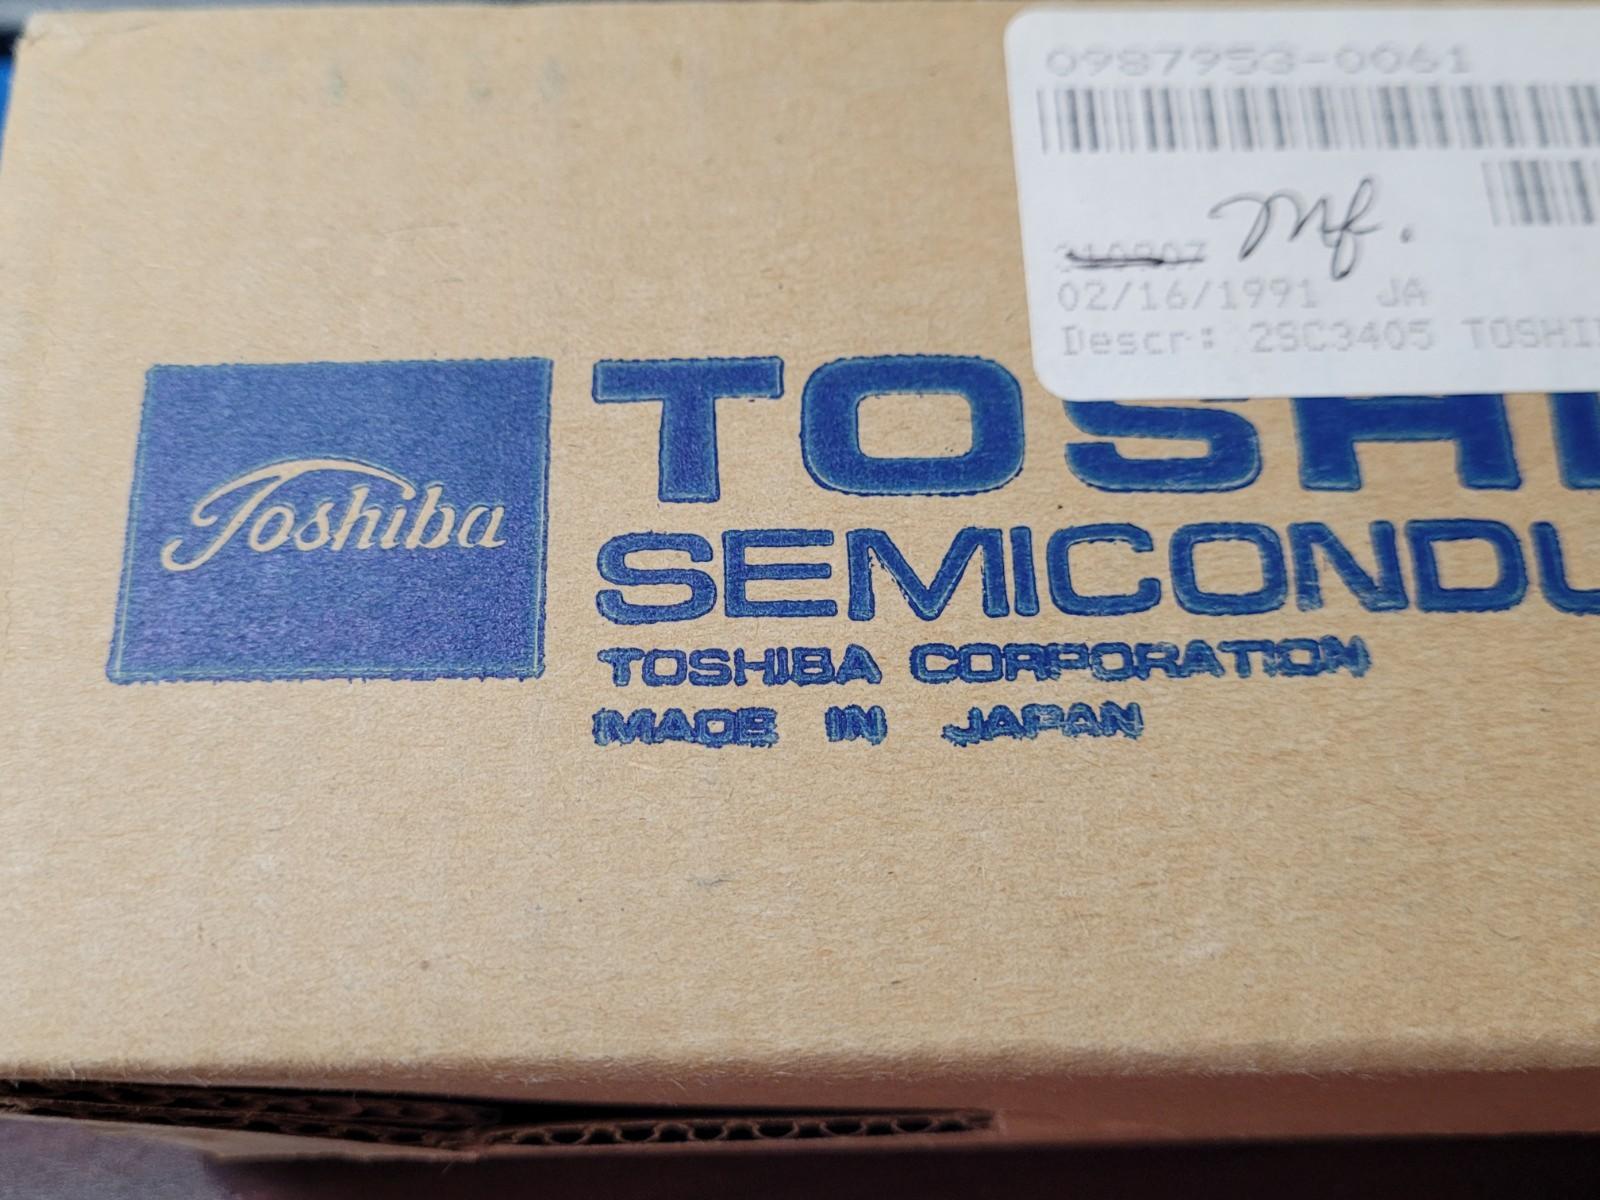 0987953-0061
Mf.
02/16/1991 JA
Descr: 2SC3405 TOSHI
Toshiba
TOSHI
SEMICONDU
TOSHIBA CORPORATION
MADE IN JAPAN